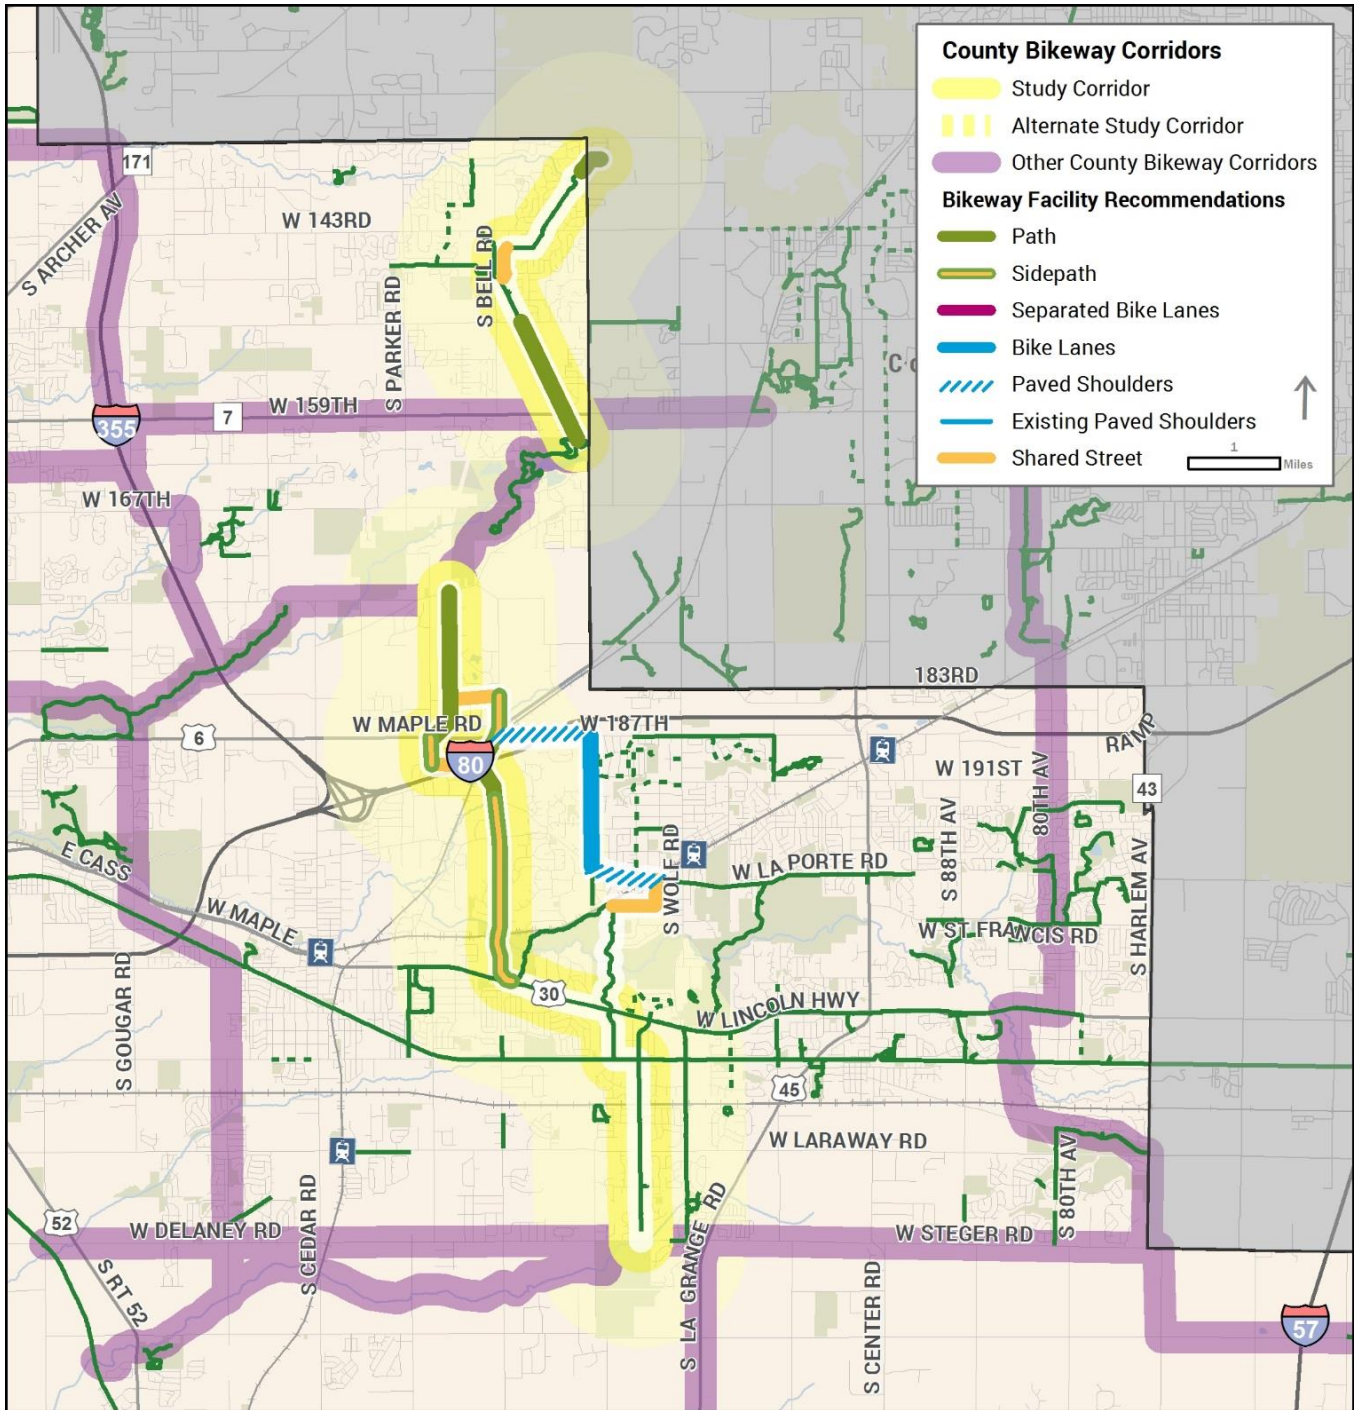 County Bikeway Corridors
Study Corridor
Alternate Study Corridor
Other County Bikeway Corridors
Bikeway Facility Recommendations
Path
Sidepath
Separated Bike Lanes
Bike Lanes
Paved Shoulders
Existing Paved Shoulders
Shared Street
1
Miles
171
S ARCHER AV
W 143RD
S BELL RD
S PARKER RD
W 159TH
7
355
W 167TH
183RD
W MAPLE RD
W 187TH
6
80
RAMP
W 191ST
80TH AV
43
S 88TH AV
E CASS
S WOLF RD
W LA PORTE RD
W MAPLE
W ST FRANCIS RD
S HARLEM AV
S GOUGAR RD
30
W LINCOLN HWY
45
W LARAWAY RD
S 80TH AV
52
W DELANEY RD
S CEDAR RD
S LA GRANGE RD
W STEGER RD
S RT 52
S CENTER RD
57